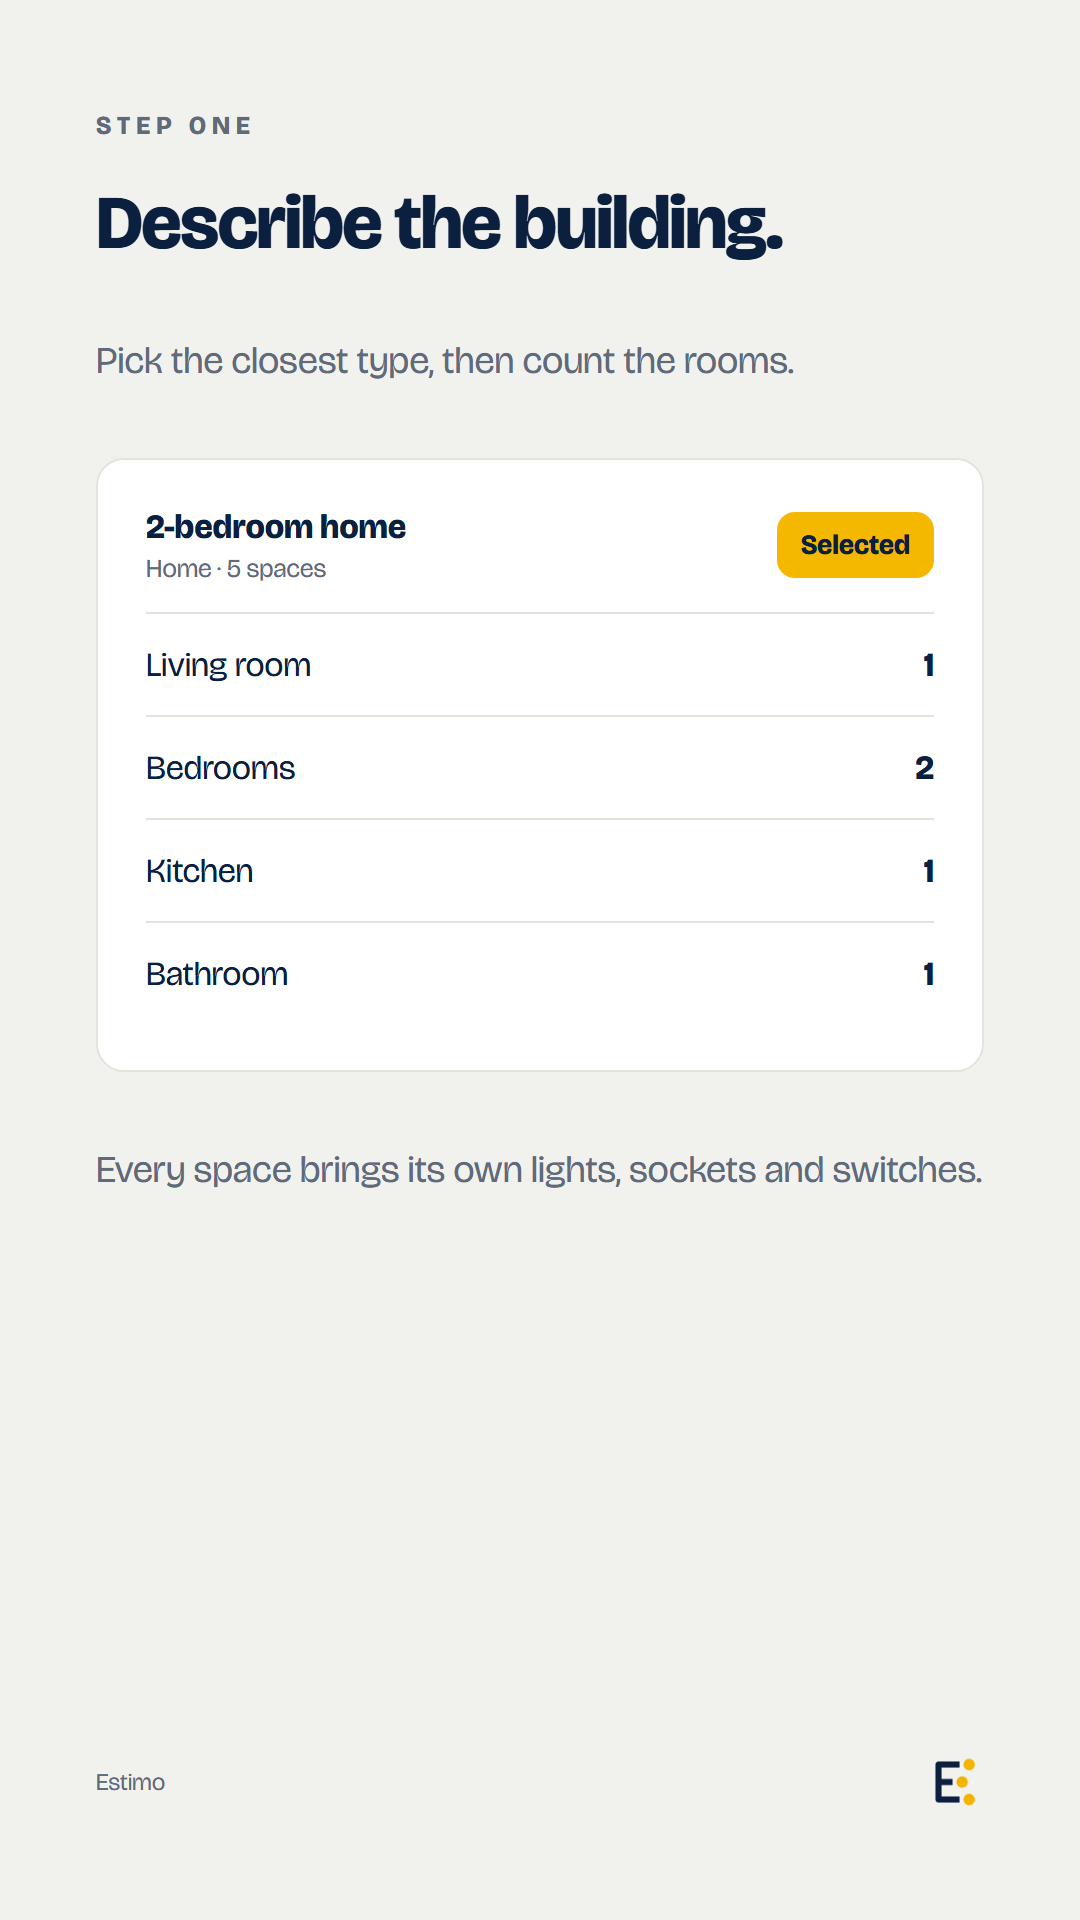 STEP ONE
Describe the building.
Pick the closest type, then count the rooms.
2-bedroom home
Selected
Home · 5 spaces
Living room 1
Bedrooms 2
Kitchen 1
Bathroom 1
Every space brings its own lights, sockets and switches.
Estimo
E